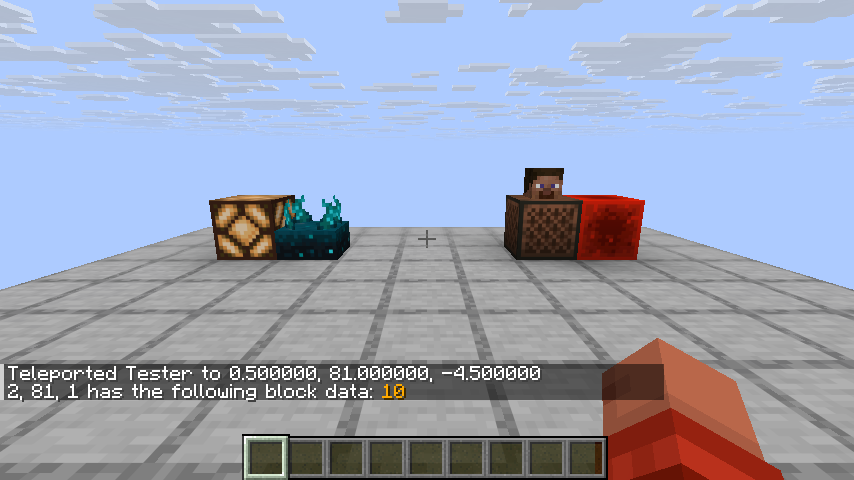 Teleported Tester to 0.500000, 81.000000, -4.500000
2, 81, 1 has the following block data: 10